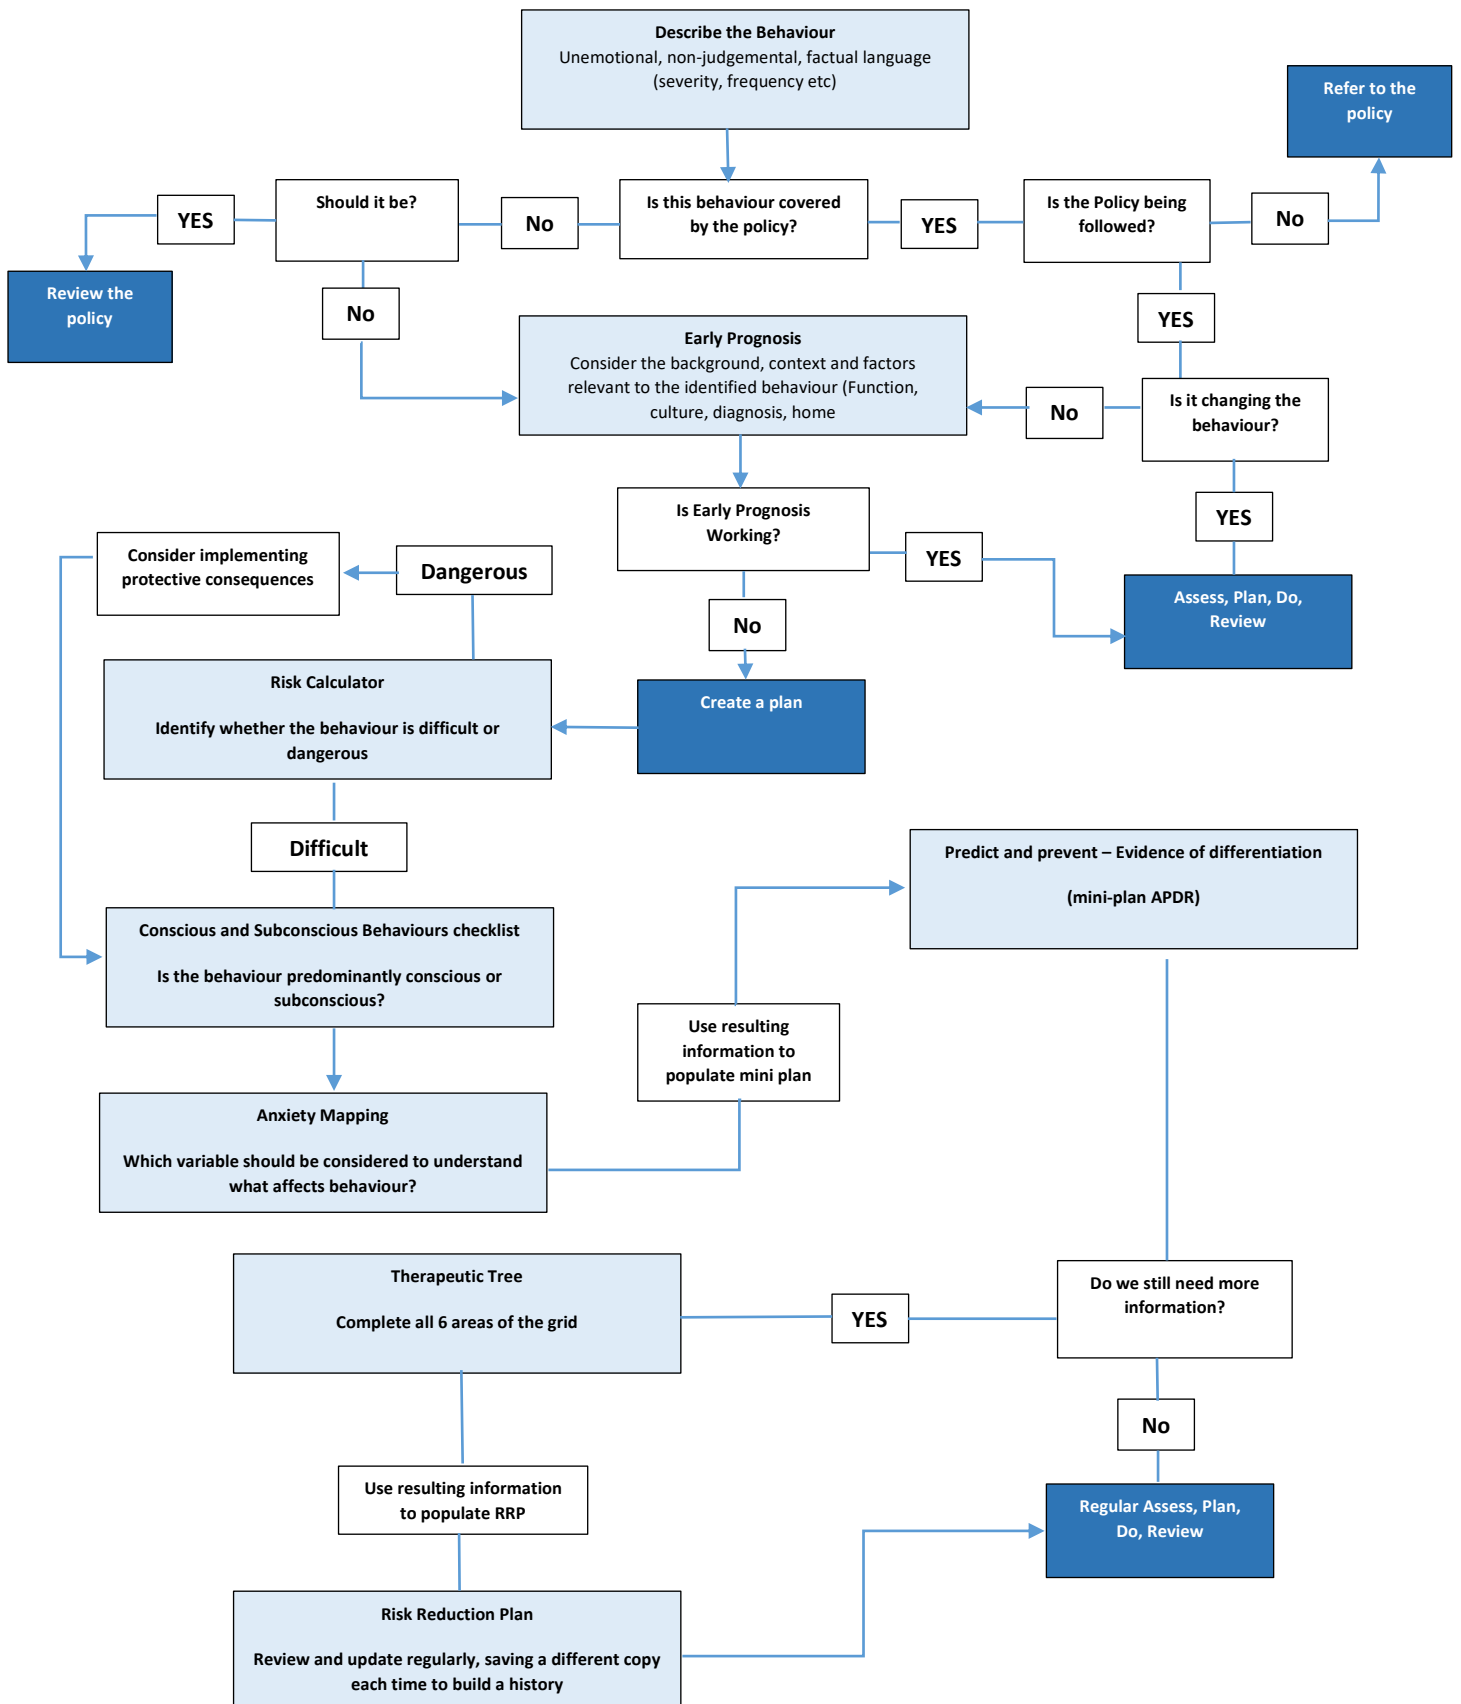 Describe the Behaviour
Unemotional, non-judgemental, factual language
(severity, frequency etc)
Refer to the
policy
YES
Should it be?
No
Is this behaviour covered
by the policy?
YES
Is the Policy being
followed?
No
Review the
policy
No
YES
Early Prognosis
Consider the background, context and factors
relevant to the identified behaviour (Function,
culture, diagnosis, home
No
Is it changing the
behaviour?
YES
Is Early Prognosis
Working?
YES
Consider implementing
protective consequences
Dangerous
No
Assess, Plan, Do,
Review
Risk Calculator
Identify whether the behaviour is difficult or
dangerous
Create a plan
Difficult
Predict and prevent – Evidence of differentiation
(mini-plan APDR)
Conscious and Subconscious Behaviours checklist
Is the behaviour predominantly conscious or
subconscious?
Use resulting
information to
populate mini plan
Anxiety Mapping
Which variable should be considered to understand
what affects behaviour?
Therapeutic Tree
Complete all 6 areas of the grid
YES
Do we still need more
information?
No
Use resulting information
to populate RRP
Regular Assess, Plan,
Do, Review
Risk Reduction Plan
Review and update regularly, saving a different copy
each time to build a history